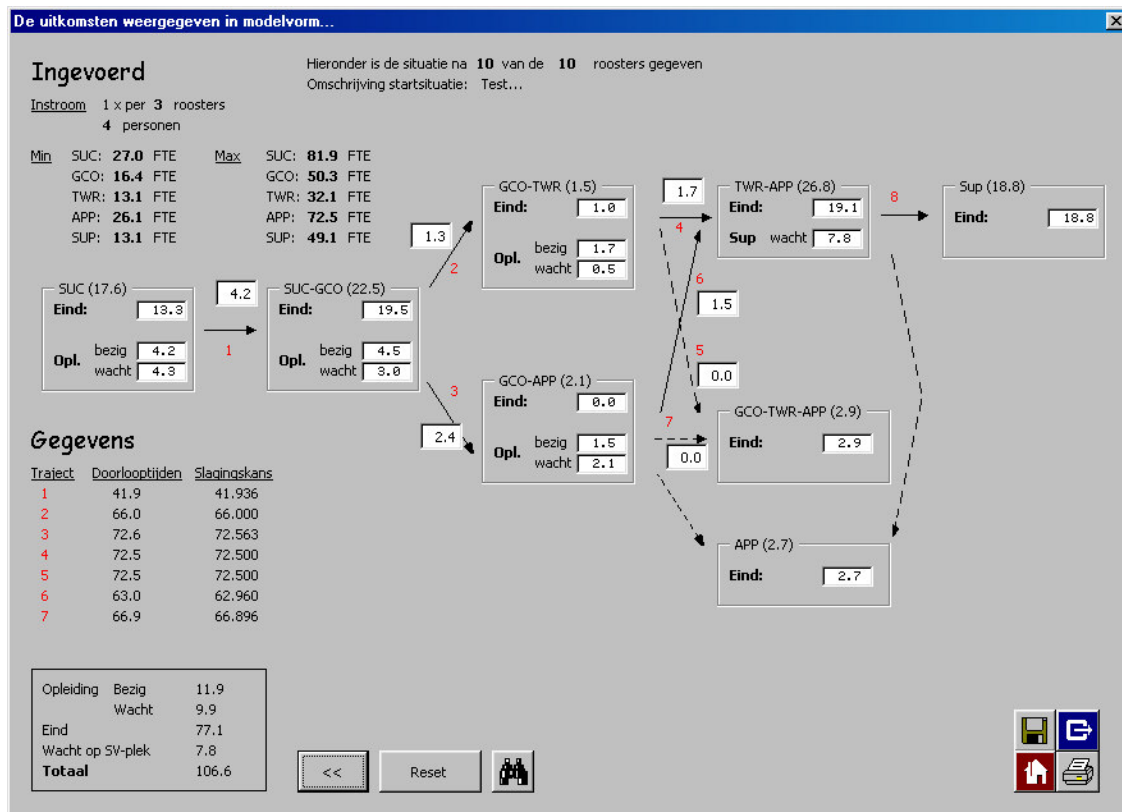 De uitkomsten weergegeven in modelvorm...
Ingevoerd
Hieronder is de situatie na 10 van de 10 roosters gegeven
Omschrijving startsituatie: Test...
Instroom 1 x per 3 roosters
4 personen
Min SUC: 27.0 FTE Max SUC: 81.9 FTE
GCO: 16.4 FTE GCO: 50.3 FTE
TWR: 13.1 FTE TWR: 32.1 FTE
APP: 26.1 FTE APP: 72.5 FTE
SUP: 13.1 FTE SUP: 49.1 FTE
SUC (17.6)
Eind: 13.3
Opl. bezig 4.2
wacht 4.3
4.2
1
SUC-GCO (22.5)
Eind: 19.5
Opl. bezig 4.5
wacht 3.0
1.3
2
3
2.4
GCO-TWR (1.5)
Eind: 1.0
Opl. bezig 1.7
wacht 0.5
GCO-APP (2.1)
Eind: 0.0
Opl. bezig 1.5
wacht 2.1
1.7
4
6
1.5
5
0.0
7
0.0
TWR-APP (26.8)
Eind: 19.1
Sup wacht 7.8
8
Sup (18.8)
Eind: 18.8
GCO-TWR-APP (2.9)
Eind: 2.9
APP (2.7)
Eind: 2.7
Gegevens
Traject Doorlooptijden Slagingskans
1 41.9 41.936
2 66.0 66.000
3 72.6 72.563
4 72.5 72.500
5 72.5 72.500
6 63.0 62.960
7 66.9 66.896
Opleiding Bezig 11.9
Wacht 9.9
Eind 77.1
Wacht op SV-plek 7.8
Totaal 106.6
<< Reset